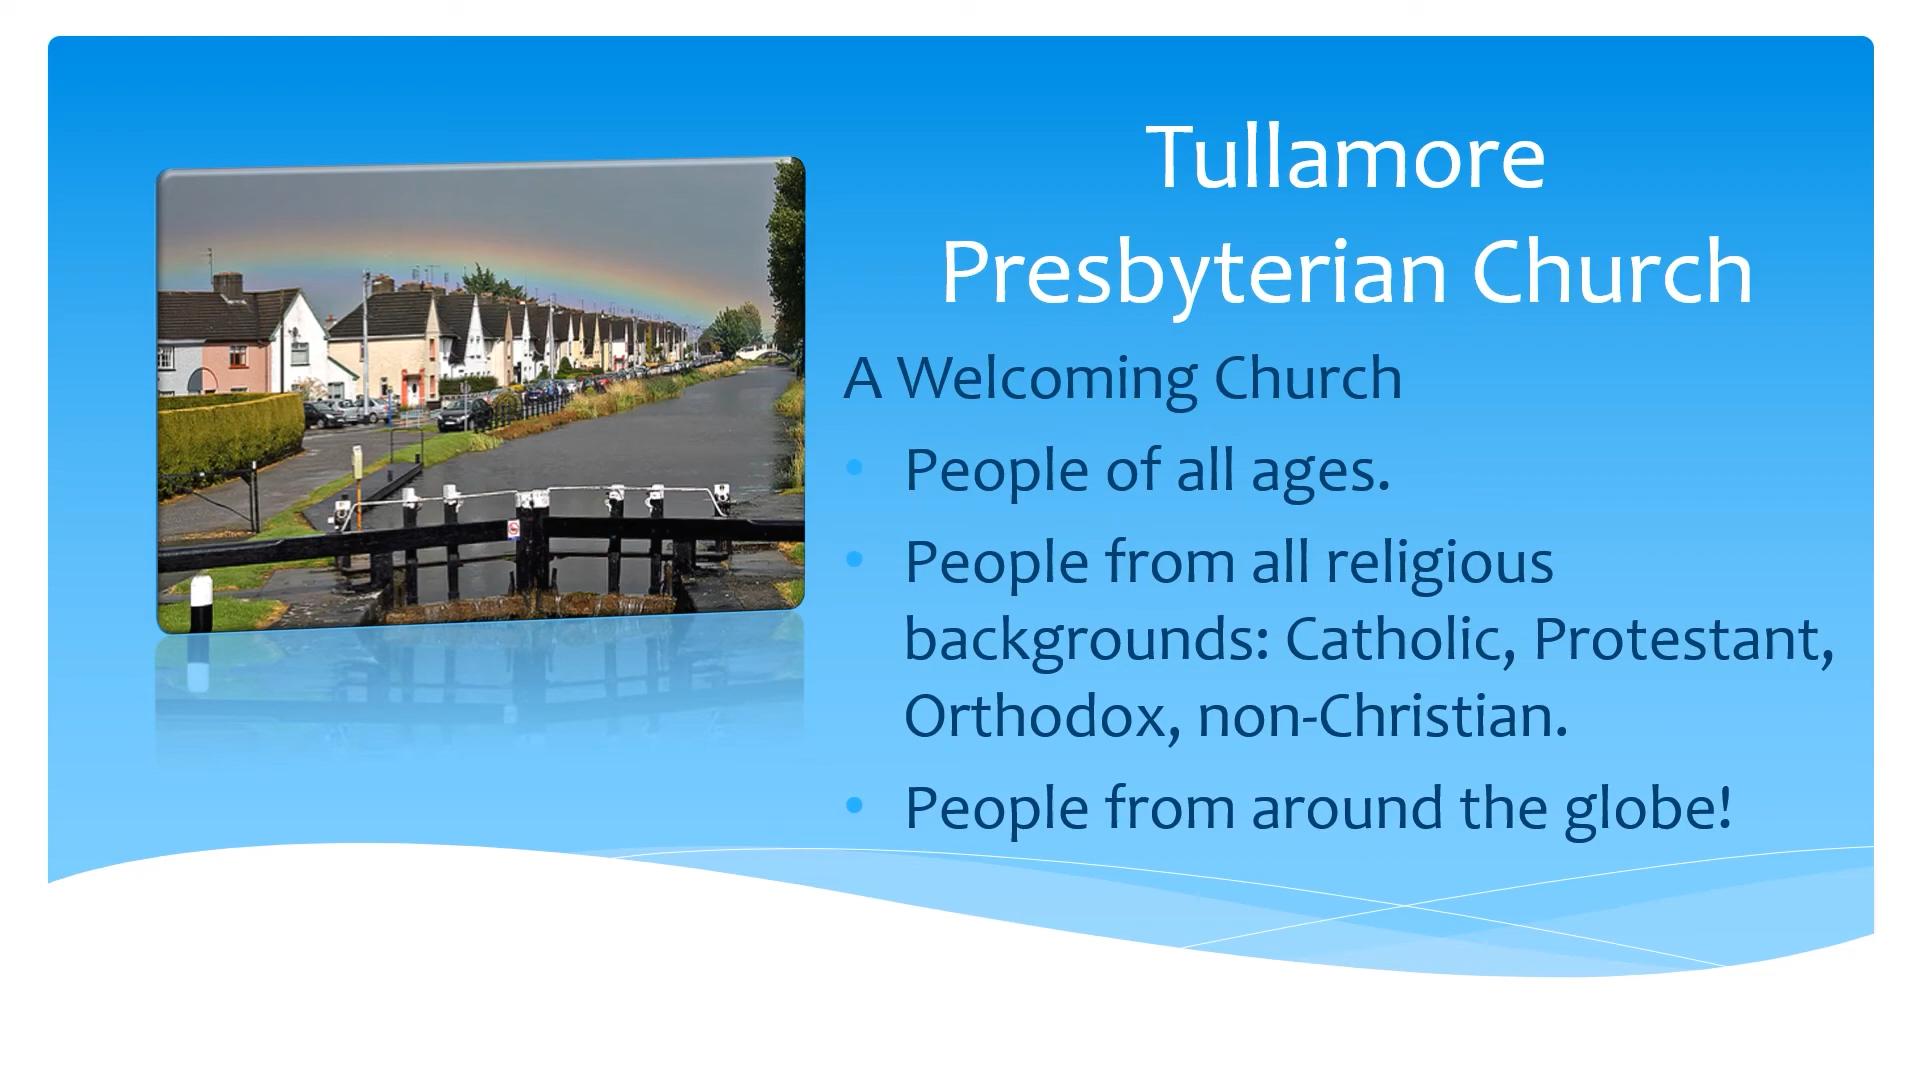 Tullamore
Presbyterian Church
A Welcoming Church
• People of all ages.
• People from all religious
backgrounds: Catholic, Protestant,
Orthodox, non-Christian.
• People from around the globe!